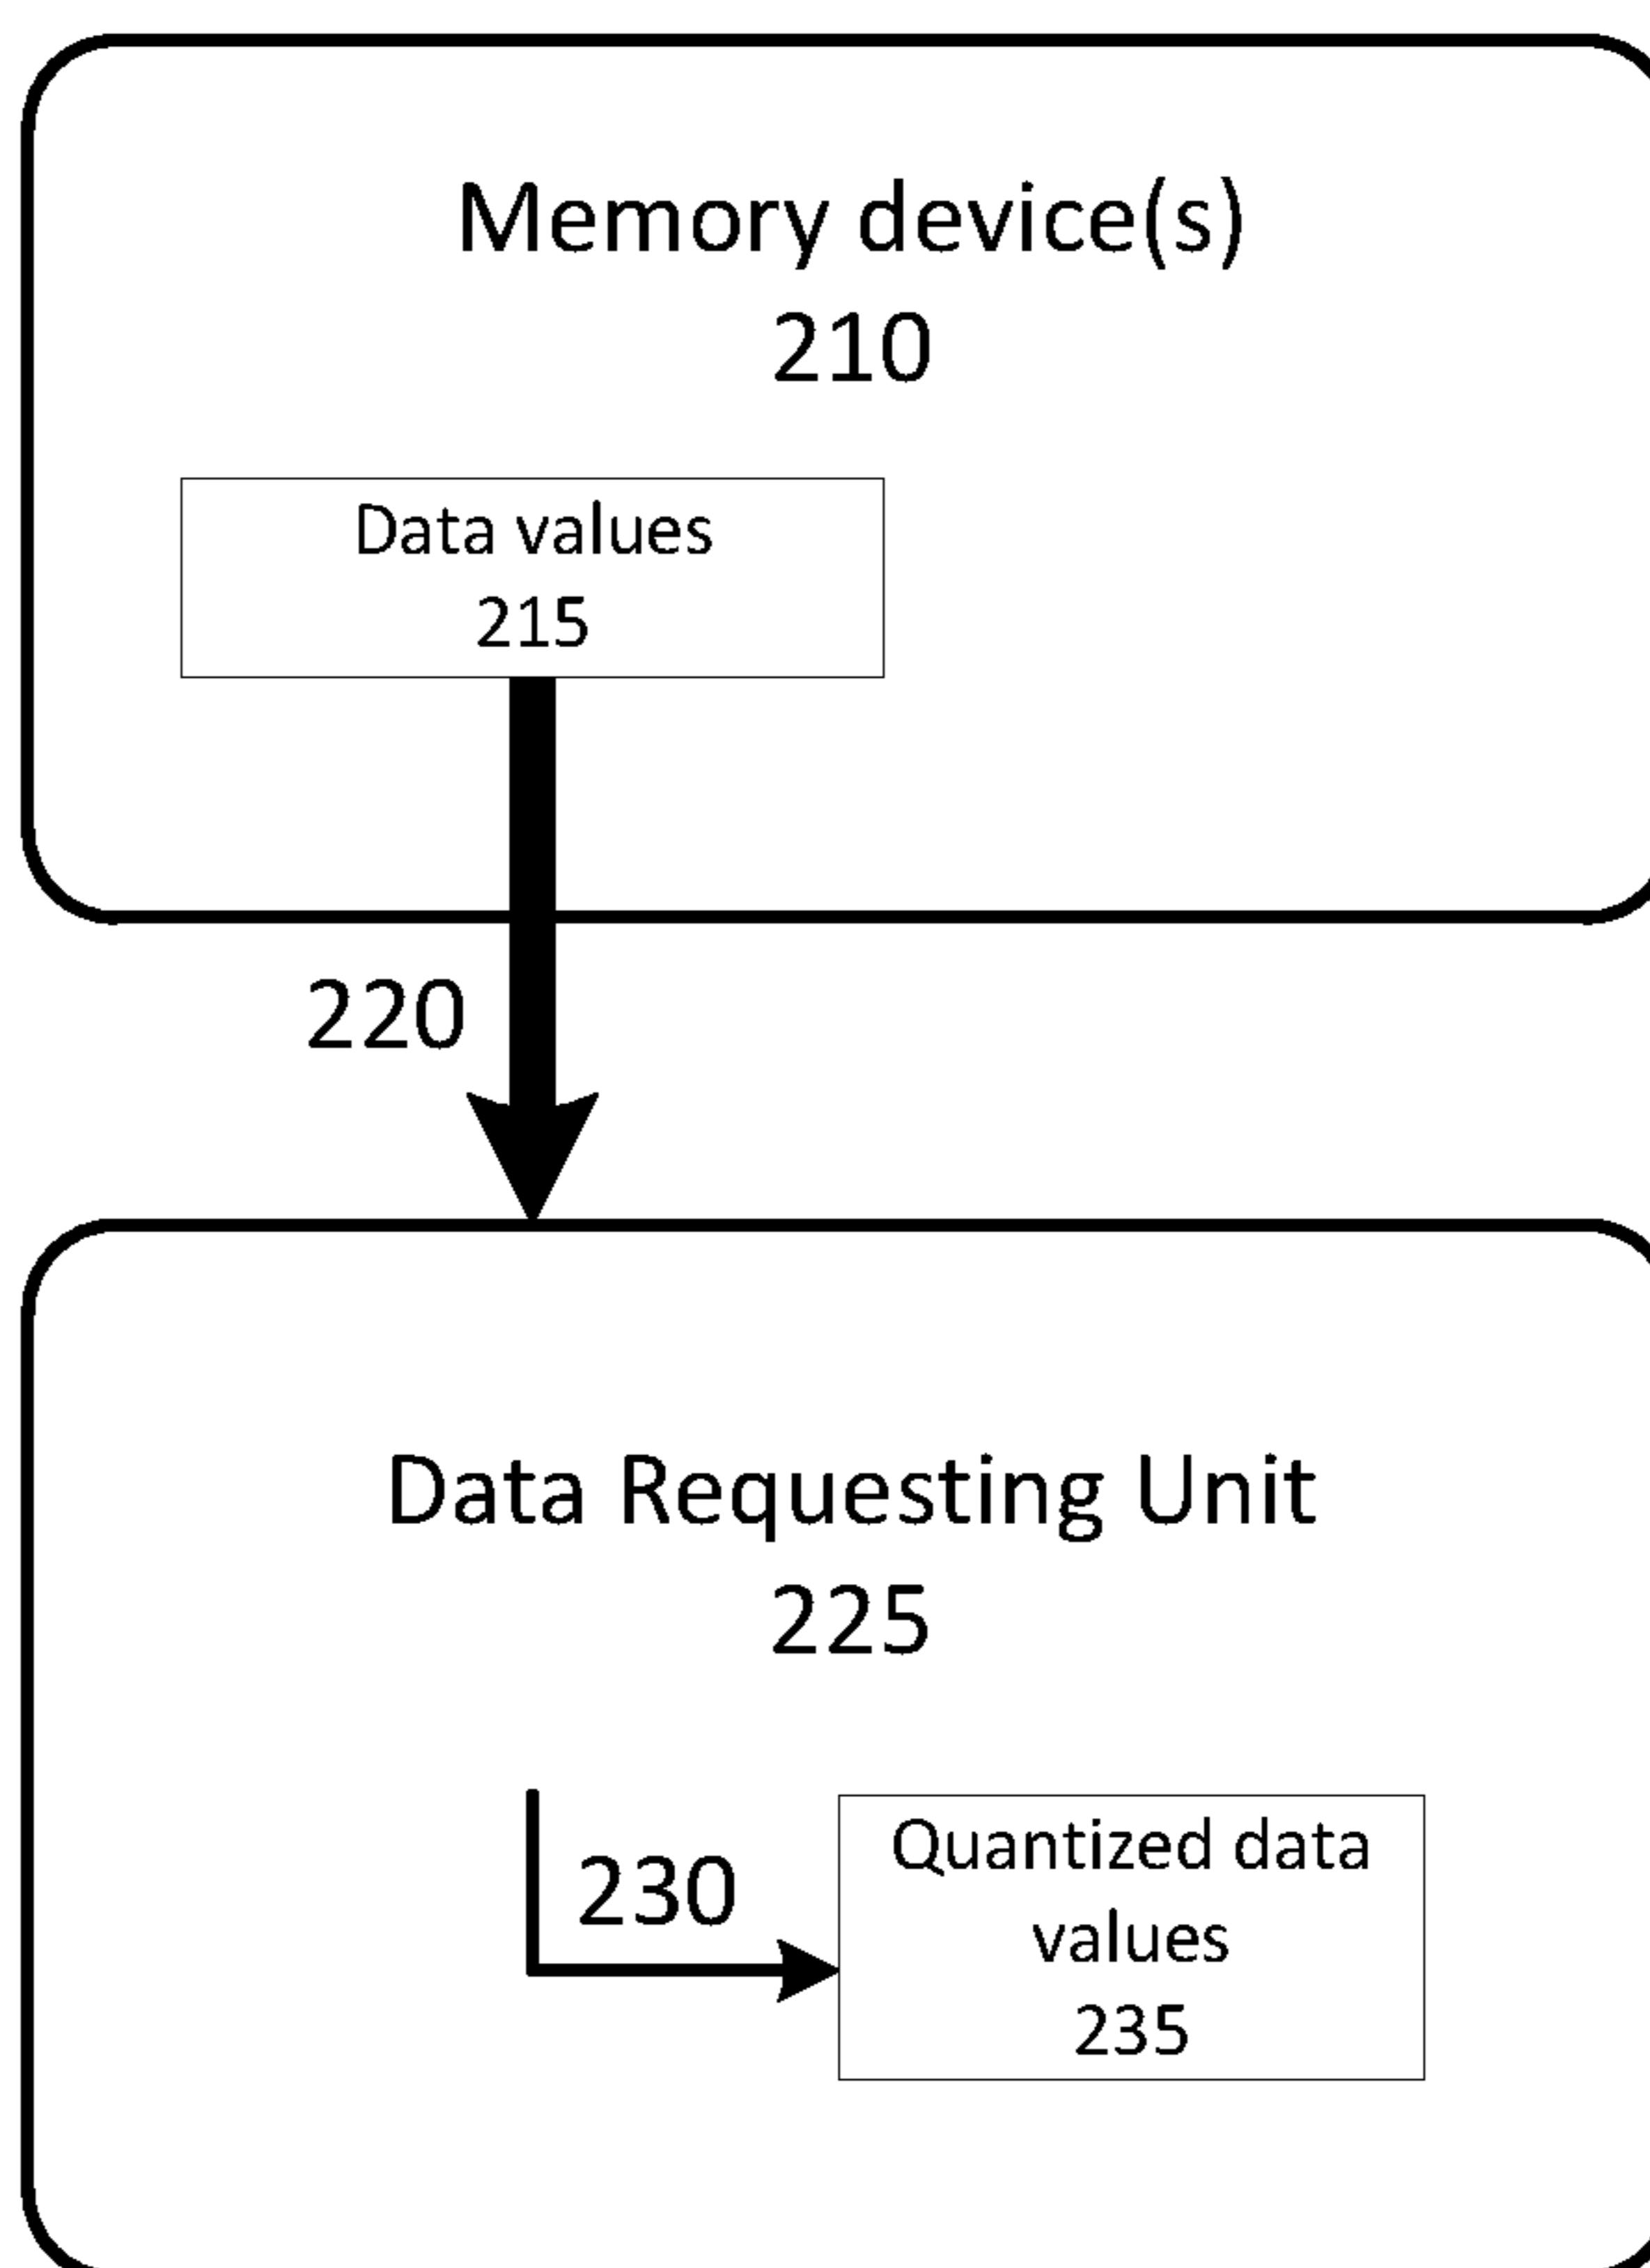 Memory device(s)
210
Data values
215
220
Data Requesting Unit
225
230
Quantized data
values
235